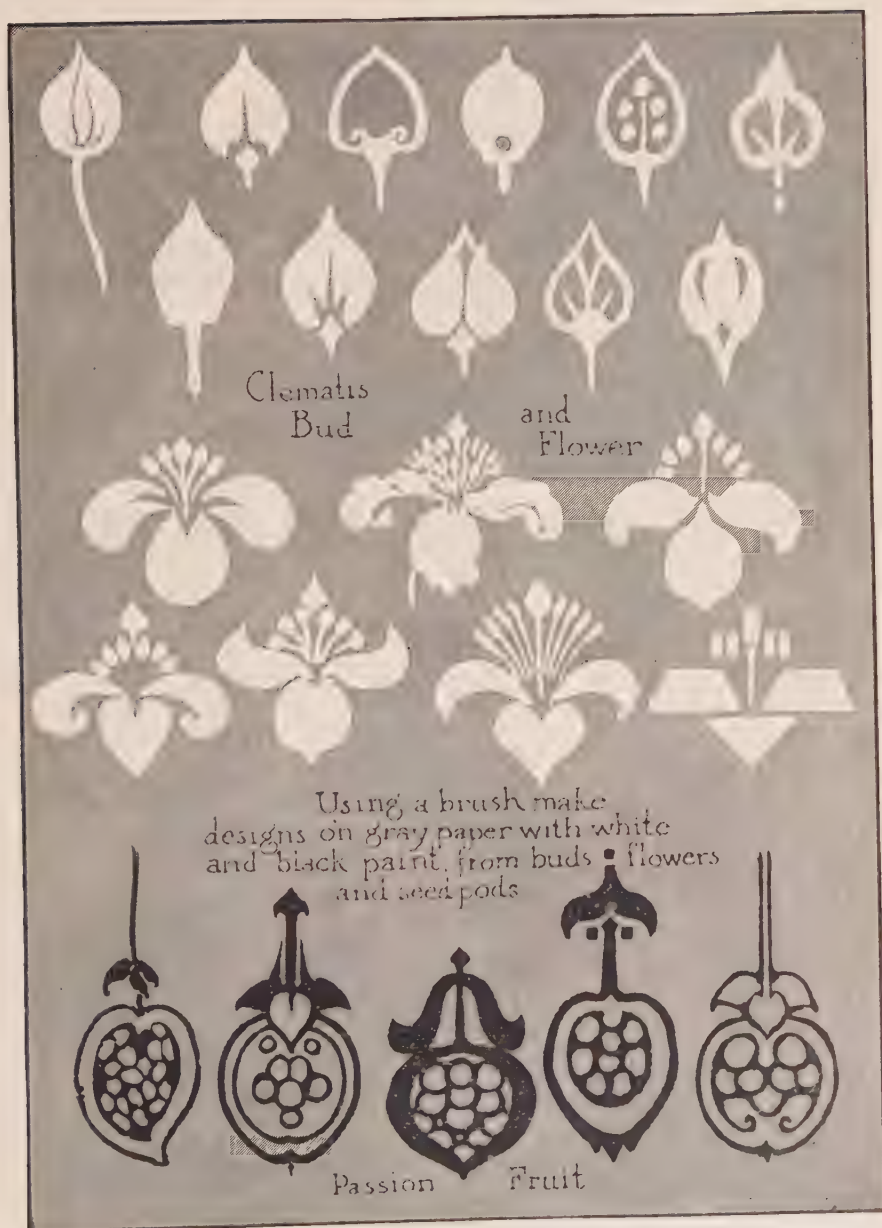 Clematis
Bud
and
Flower
Using a brush make
designs on gray paper with white
and black paint, from buds flowers
and seed pods
Passion Fruit